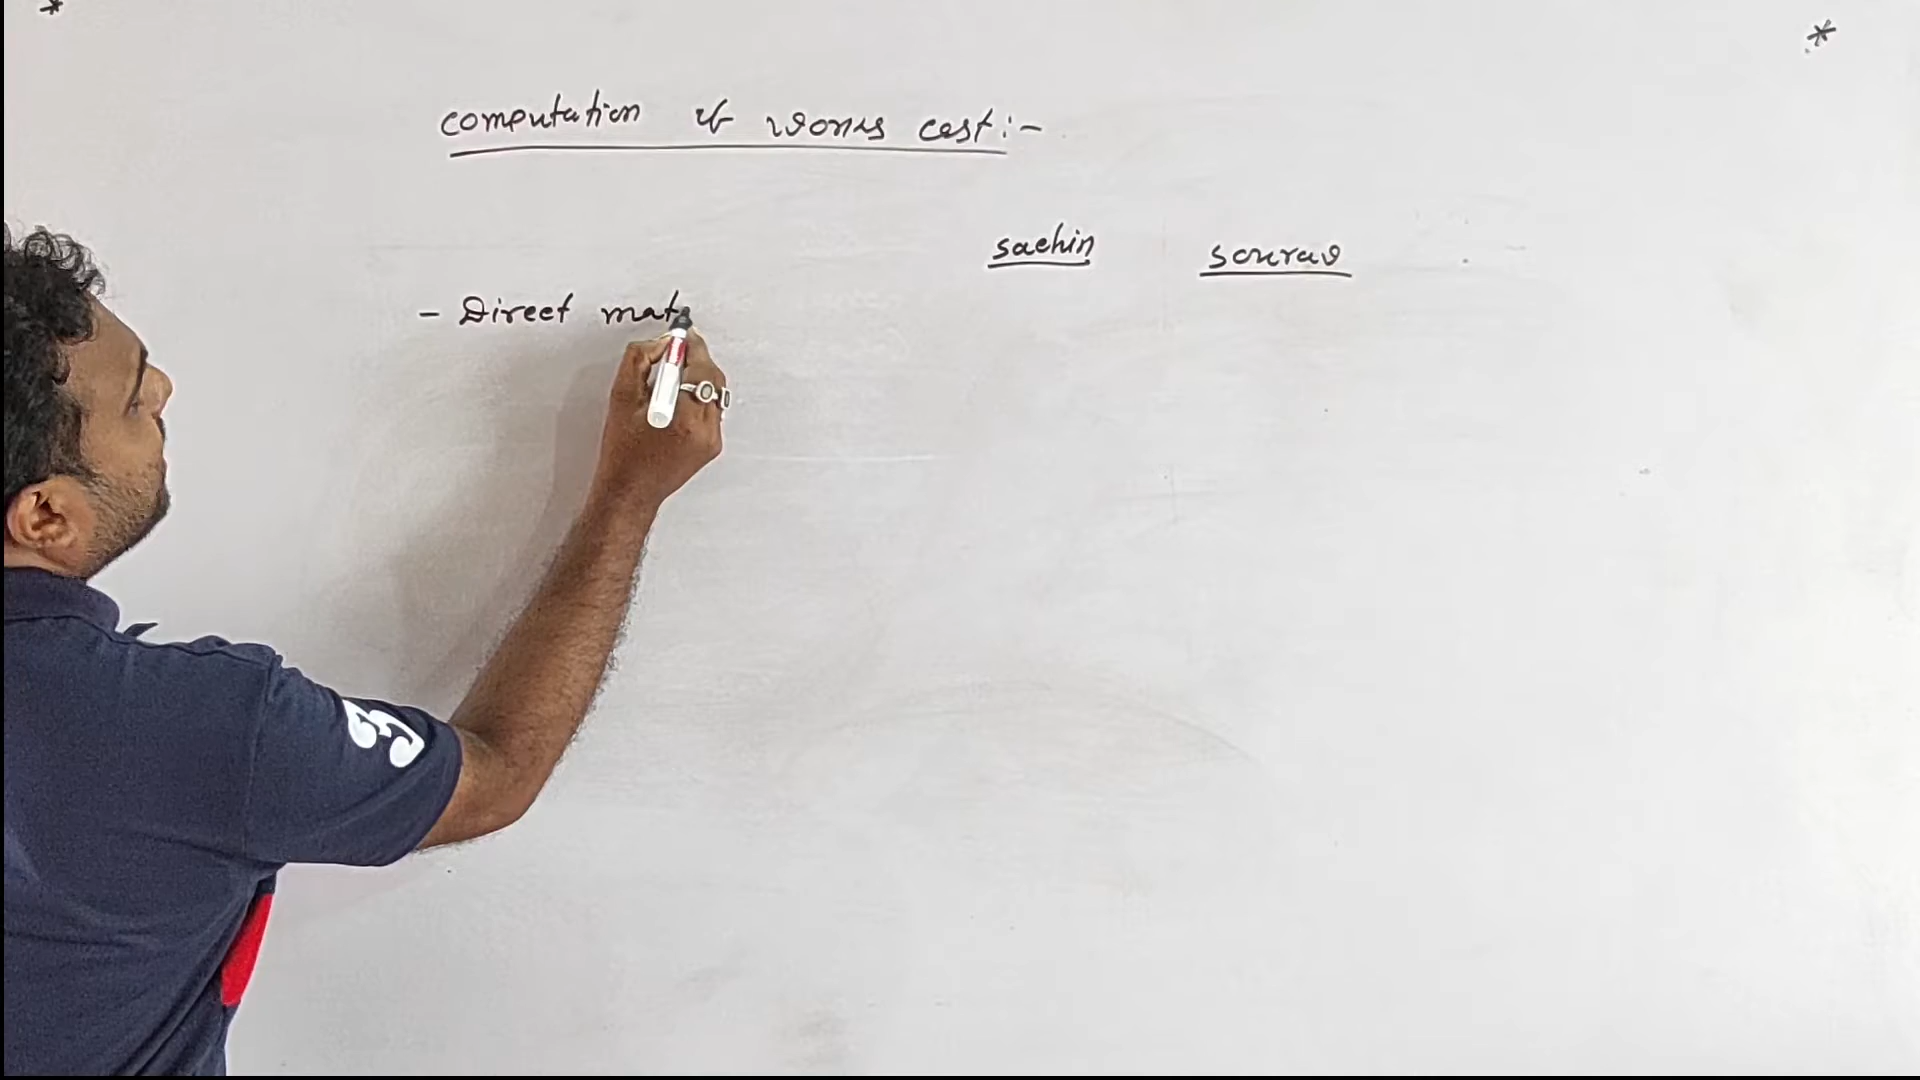 * *
computation of works cost :-
sachin sourav
- Direct mat